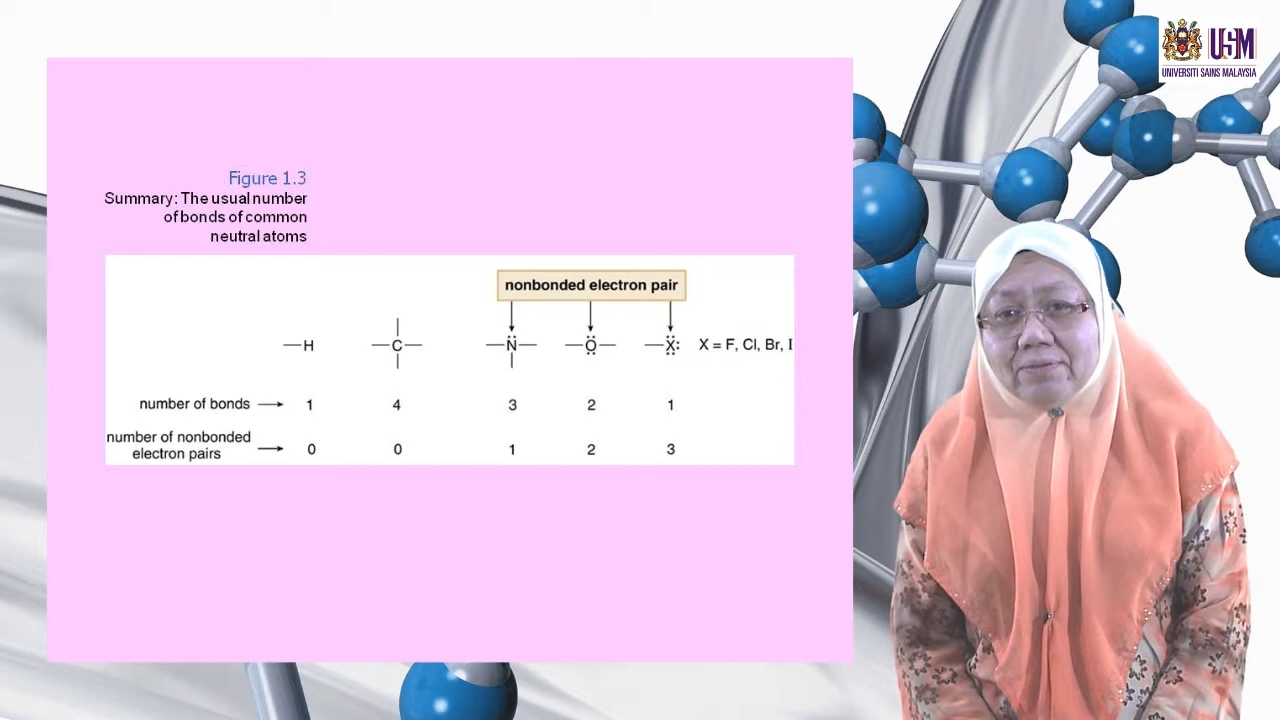 USM
UNIVERSITI SAINS MALAYSIA
Figure 1.3
Summary: The usual number
of bonds of common
neutral atoms
nonbonded electron pair
—H —C— —N— —O— —X: X = F, Cl, Br, I
number of bonds → 1 4 3 2 1
number of nonbonded
electron pairs → 0 0 1 2 3